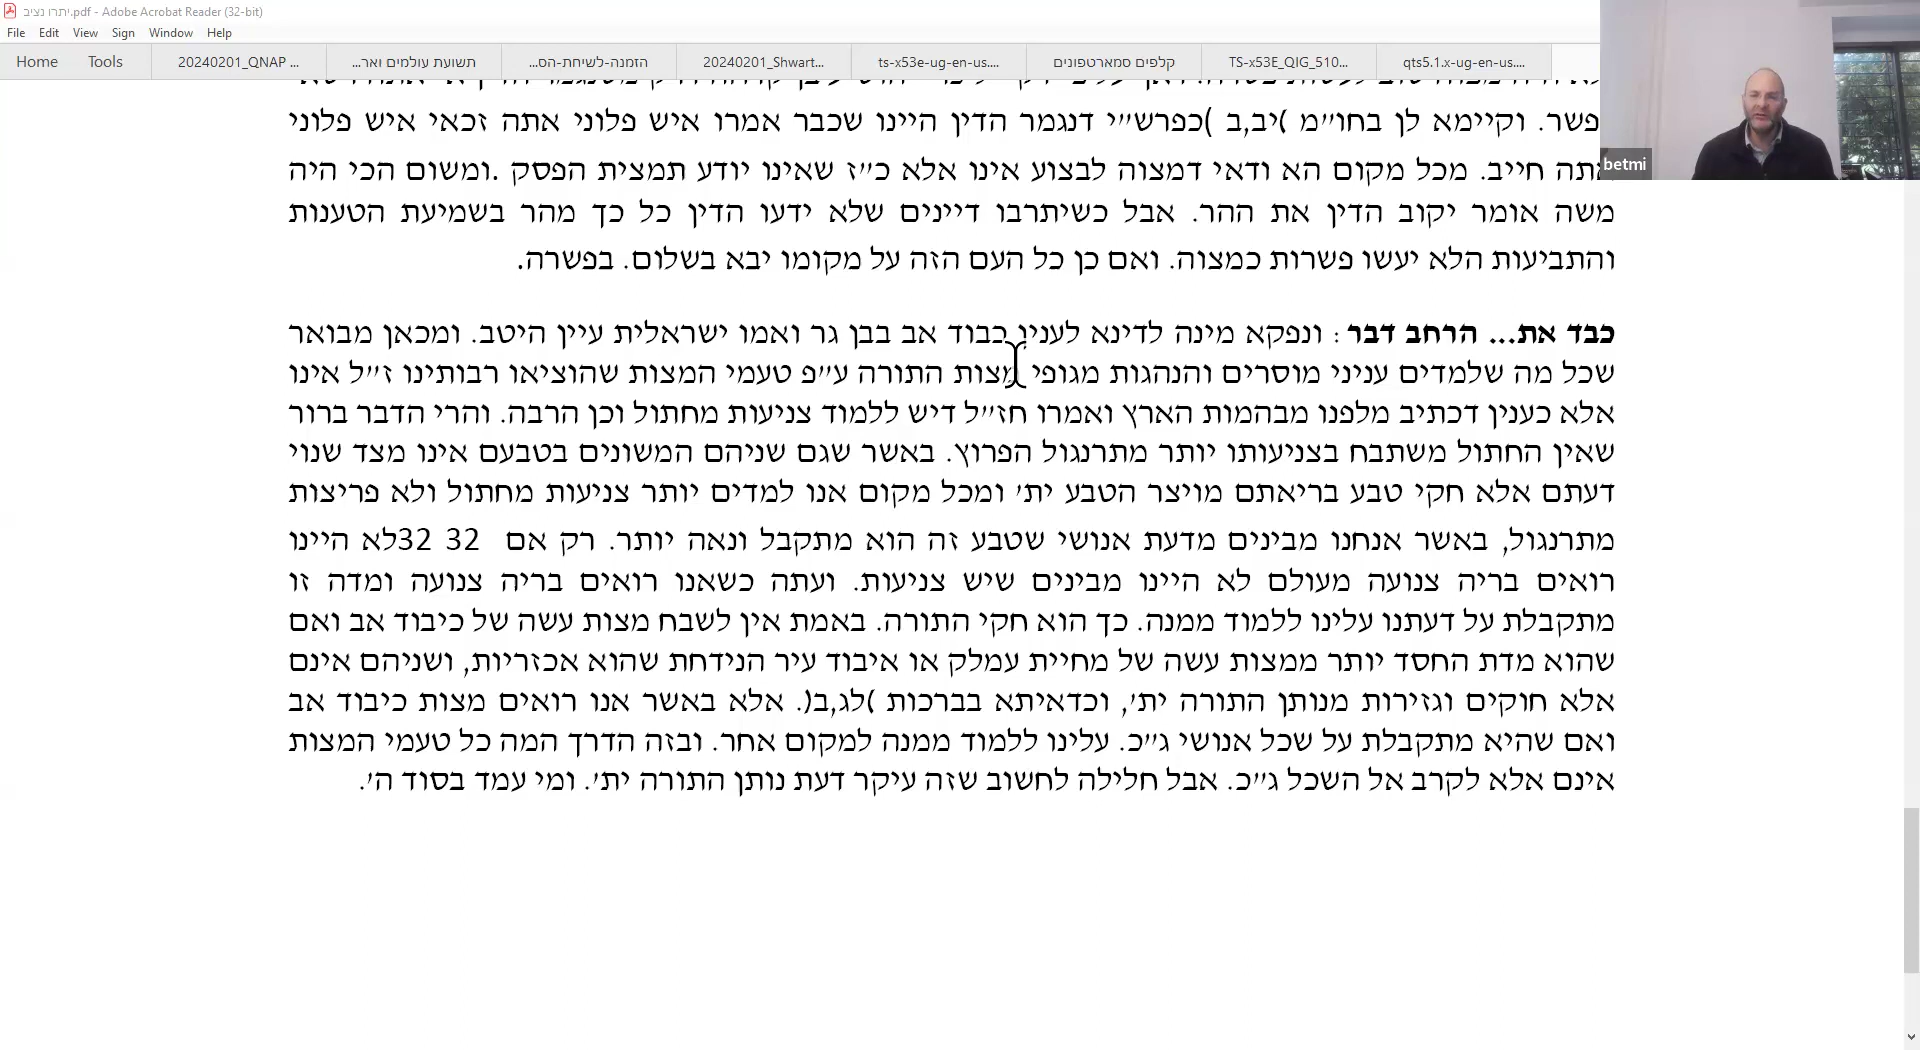 יתרו נציב.pdf - Adobe Acrobat Reader (32-bit)
File Edit View Sign Window Help
Home Tools 20240201_QNAP ... תשועת עולמים ואר... הזמנה-לשיחת-הס... 20240201_Shwart... ts-x53e-ug-en-us.... קלפים סמארטפונים TS-x53E_QIG_510... qts5.1.x-ug-en-us....
betmi
פשר. וקיימא לן בחו״מ )יב,ב (כפרש״י דנגמר הדין היינו שכבר אמרו איש פלוני אתה זכאי איש פלוני
אתה חייב. מכל מקום הא ודאי דמצוה לבצוע אינו אלא כ״ז שאינו יודע תמצית הפסק .ומשום הכי היה
משה אומר יקוב הדין את ההר. אבל כשיתרבו דיינים שלא ידעו הדין כל כך מהר בשמיעת הטענות
והתביעות הלא יעשו פשרות כמצוה. ואם כן כל העם הזה על מקומו יבא בשלום. בפשרה.
כבד את... הרחב דבר : ונפקא מינה לדינא לענין כבוד אב בבן גר ואמו ישראלית עיין היטב. ומכאן מבואר
שכל מה שלמדים עניני מוסרים והנהגות מגופי מצות התורה ע״פ טעמי המצות שהוציאו רבותינו ז״ל אינו
אלא כענין דכתיב מלפנו מבהמות הארץ ואמרו חז״ל דיש ללמוד צניעות מחתול וכן הרבה. והרי הדבר ברור
שאין החתול משתבח בצניעותו יותר מתרנגול הפרוץ. באשר שגם שניהם המשונים בטבעם אינו מצד שנוי
דעתם אלא חקי טבע בריאתם מויצר הטבע ית׳ ומכל מקום אנו למדים יותר צניעות מחתול ולא פריצות
מתרנגול, באשר אנחנו מבינים מדעת אנושי שטבע זה הוא מתקבל ונאה יותר. רק אם 32 32לא היינו
רואים בריה צנועה מעולם לא היינו מבינים שיש צניעות. ועתה כשאנו רואים בריה צנועה ומדה זו
מתקבלת על דעתנו עלינו ללמוד ממנה. כך הוא חקי התורה. באמת אין לשבח מצות עשה של כיבוד אב ואם
שהוא מדת החסד יותר ממצות עשה של מחיית עמלק או איבוד עיר הנידחת שהוא אכזריות, ושניהם אינם
אלא חוקים וגזירות מנותן התורה ית׳, וכדאיתא בברכות )לג,ב(. אלא באשר אנו רואים מצות כיבוד אב
ואם שהיא מתקבלת על שכל אנושי ג״כ. עלינו ללמוד ממנה למקום אחר. ובזה הדרך המה כל טעמי המצות
אינם אלא לקרב אל השכל ג״כ. אבל חלילה לחשוב שזה עיקר דעת נותן התורה ית׳. ומי עמד בסוד ה׳.